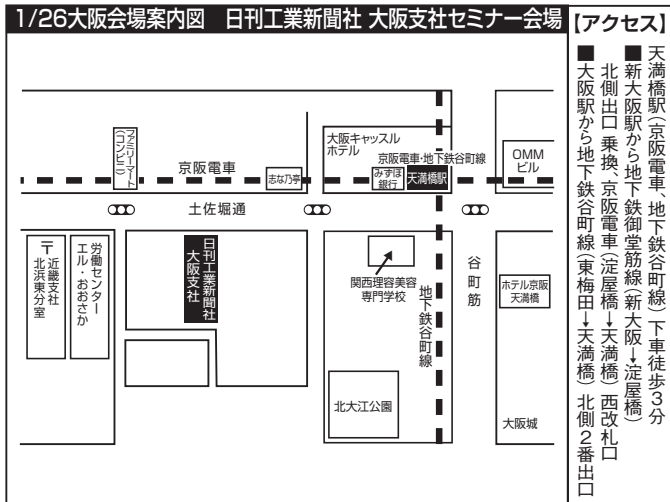 1/26大阪会場案内図 日刊工業新聞社 大阪支社セミナー会場
【アクセス】
天満橋駅(京阪電車、地下鉄谷町線)下車徒歩3分
■新大阪駅から地下鉄御堂筋線(新大阪→淀屋橋)
北側出口 乗換、京阪電車(淀屋橋→天満橋)西改札口
■大阪駅から地下鉄谷町線(東梅田→天満橋)北側2番出口
ファミリーマート
(コンビニ)
京阪電車
志な乃亭
大阪キャッスル
ホテル
京阪電車・地下鉄谷町線
みずほ
銀行
天満橋駅
OMM
ビル
土佐堀通
〒
近畿支社
北浜東分室
労働センター
エル・おおさか
日刊工業新聞社
大阪支社
関西理容美容
専門学校
地下鉄谷町線
谷町筋
ホテル京阪
天満橋
北大江公園
大阪城